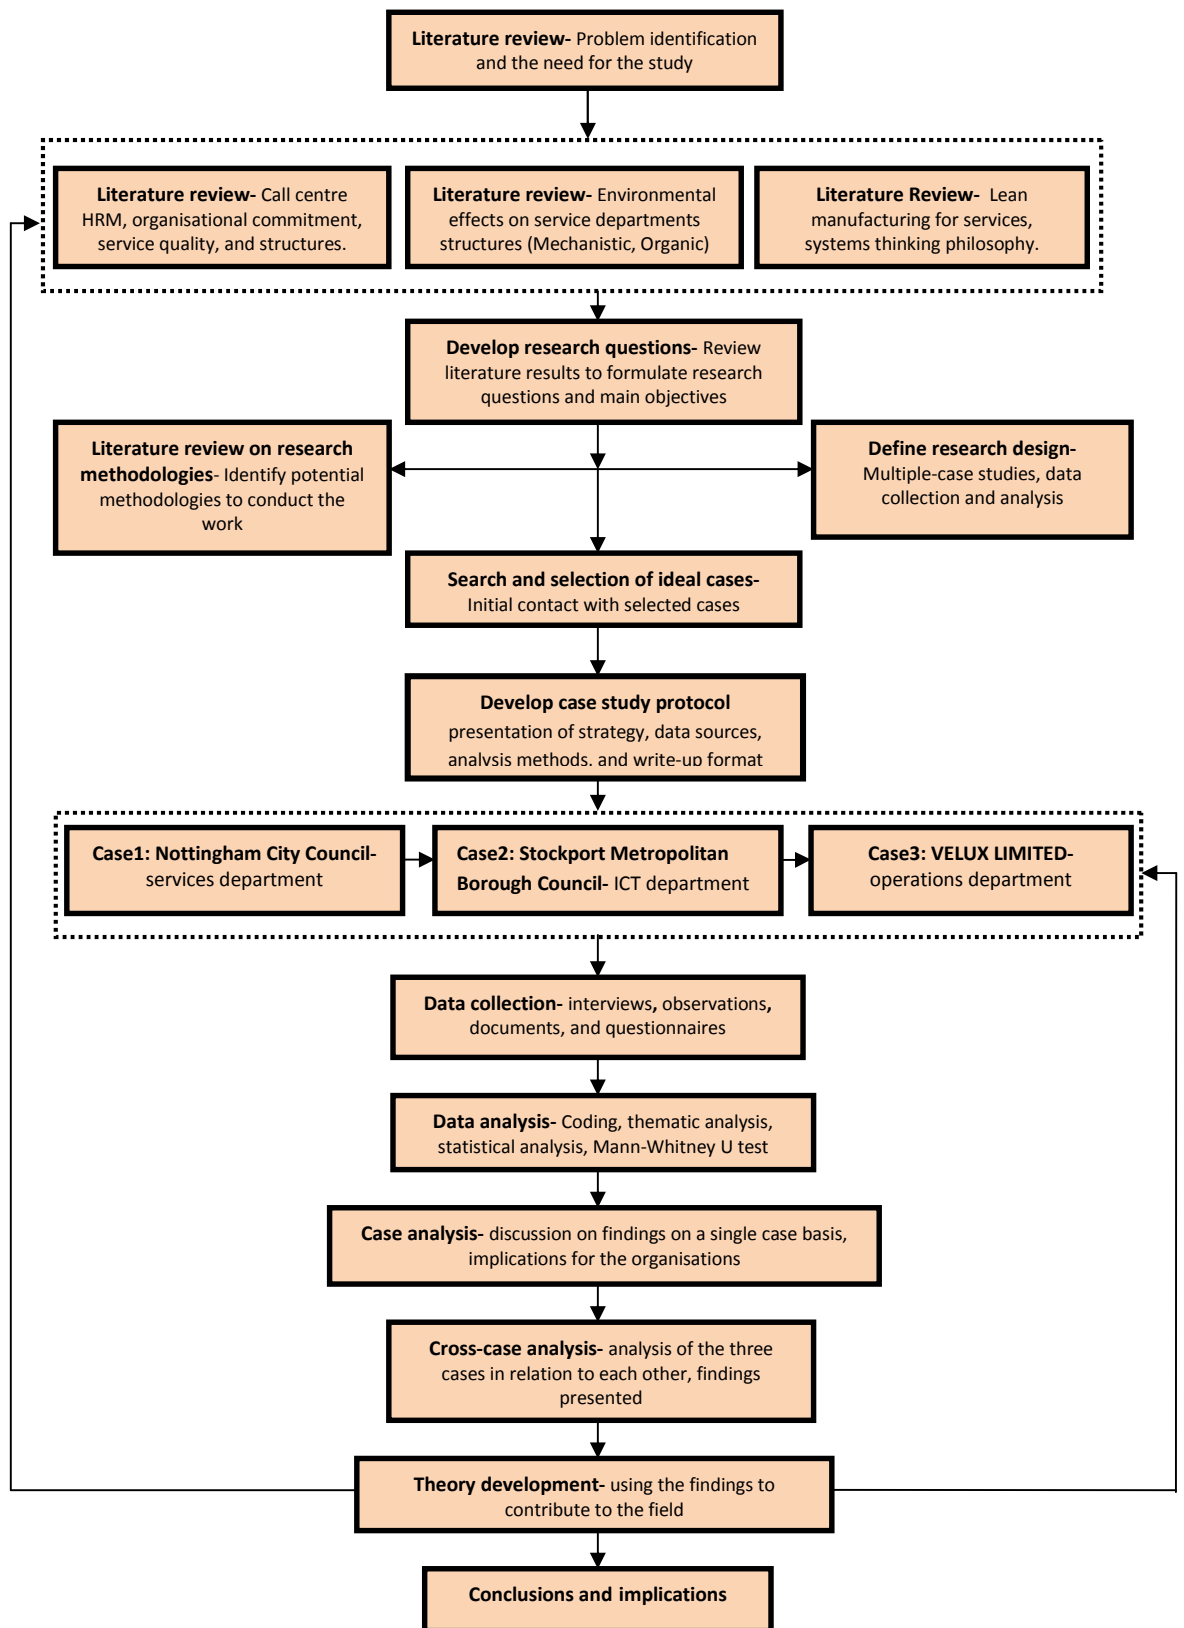 Literature review- Problem identification
and the need for the study
Literature review- Call centre
HRM, organisational commitment,
service quality, and structures.
Literature review- Environmental
effects on service departments
structures (Mechanistic, Organic)
Literature Review- Lean
manufacturing for services,
systems thinking philosophy.
Develop research questions- Review
literature results to formulate research
questions and main objectives
Literature review on research
methodologies- Identify potential
methodologies to conduct the
work
Define research design-
Multiple-case studies, data
collection and analysis
Search and selection of ideal cases-
Initial contact with selected cases
Develop case study protocol
presentation of strategy, data sources,
analysis methods, and write-up format
Case1: Nottingham City Council-
services department
Case2: Stockport Metropolitan
Borough Council- ICT department
Case3: VELUX LIMITED-
operations department
Data collection- interviews, observations,
documents, and questionnaires
Data analysis- Coding, thematic analysis,
statistical analysis, Mann-Whitney U test
Case analysis- discussion on findings on a single case basis,
implications for the organisations
Cross-case analysis- analysis of the three
cases in relation to each other, findings
presented
Theory development- using the findings to
contribute to the field
Conclusions and implications